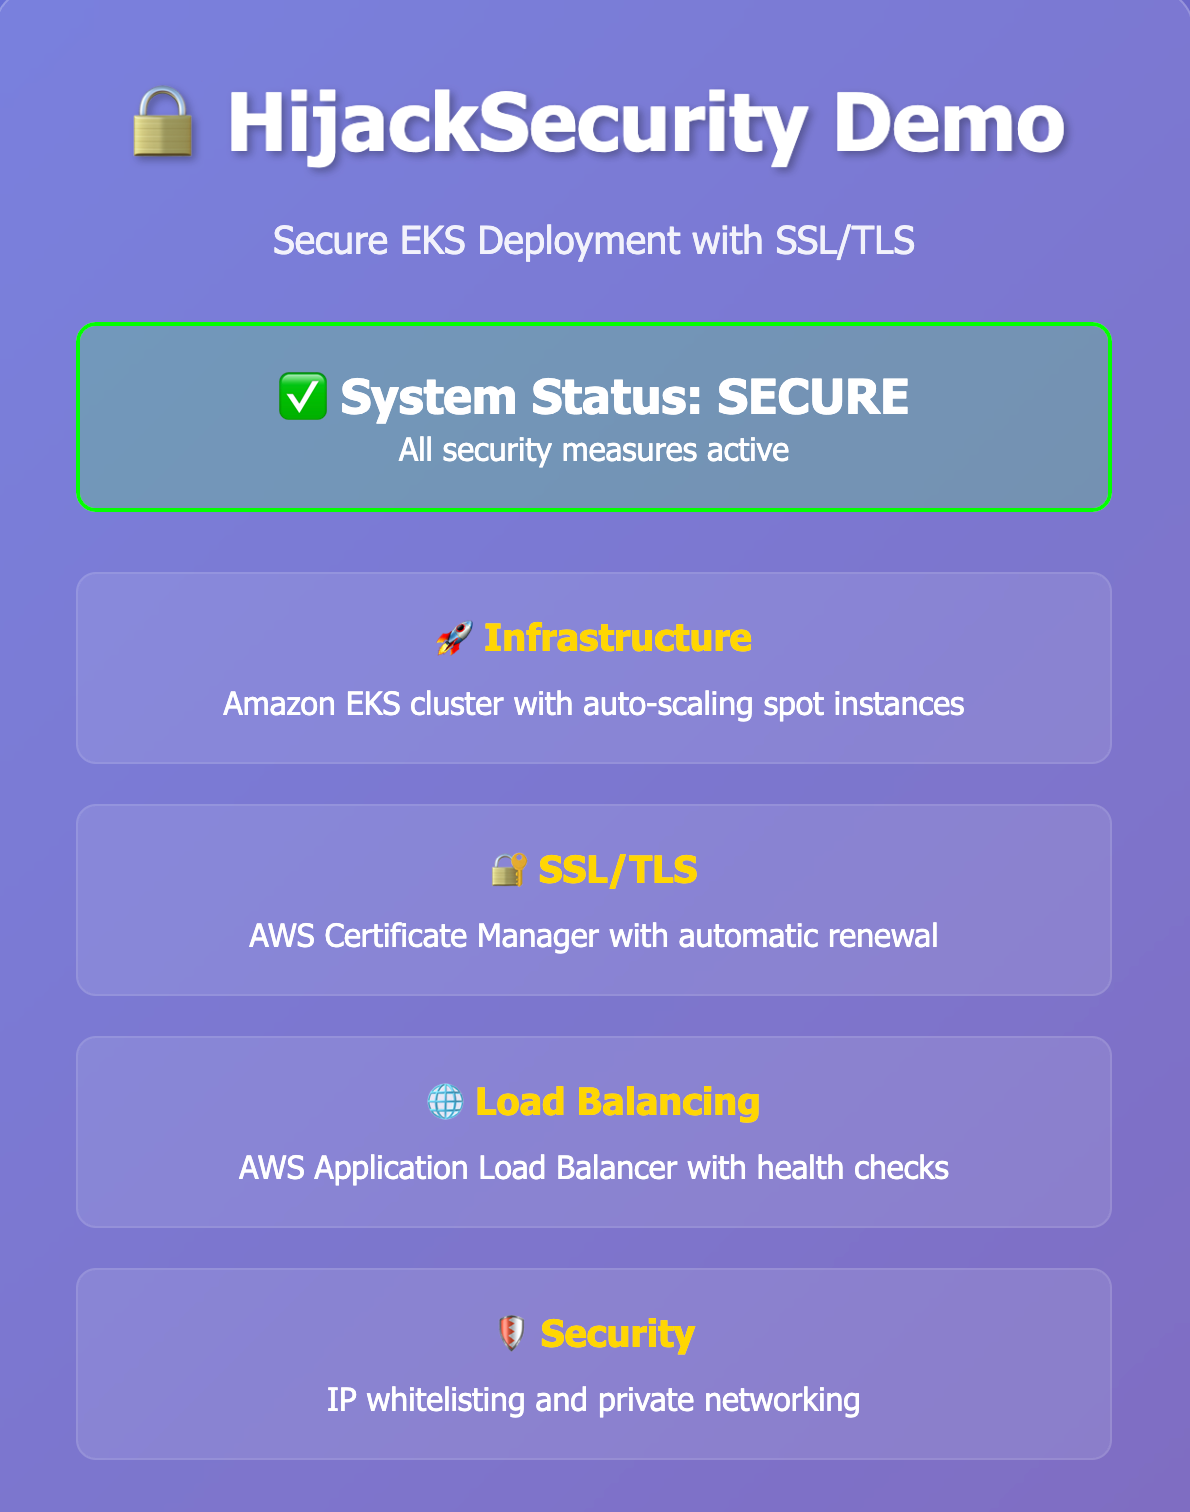 🔒 HijackSecurity Demo
Secure EKS Deployment with SSL/TLS
✅ System Status: SECURE
All security measures active
🚀 Infrastructure
Amazon EKS cluster with auto-scaling spot instances
🔐 SSL/TLS
AWS Certificate Manager with automatic renewal
🌐 Load Balancing
AWS Application Load Balancer with health checks
🛡️ Security
IP whitelisting and private networking